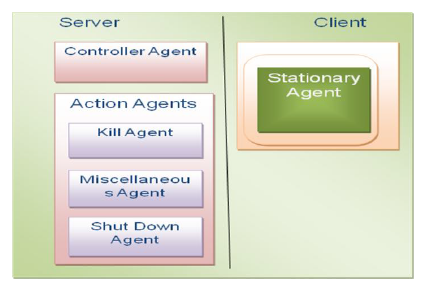 Server
Client
Controller Agent
Stationary
Agent
Action Agents
Kill Agent
Miscellaneou
s Agent
Shut Down
Agent